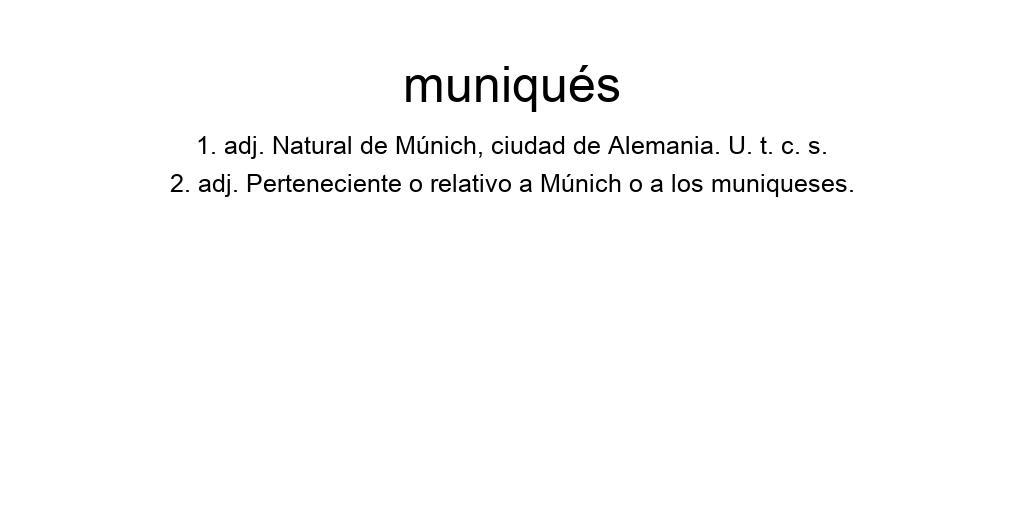 muniqués
1. adj. Natural de Múnich, ciudad de Alemania. U. t. c. s.
2. adj. Perteneciente o relativo a Múnich o a los muniqueses.